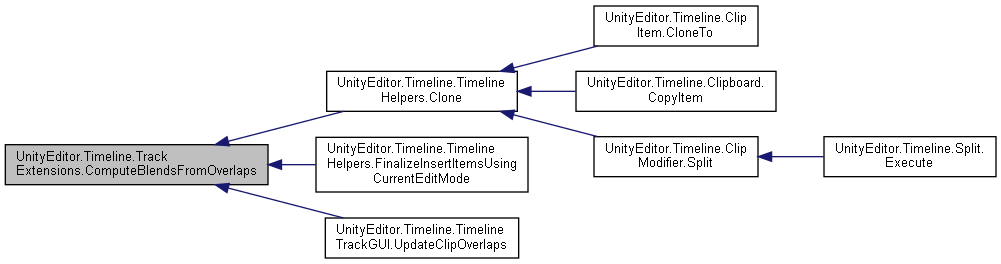 UnityEditor.Timeline.Track
Extensions.ComputeBlendsFromOverlaps
UnityEditor.Timeline.Timeline
Helpers.Clone
UnityEditor.Timeline.Timeline
Helpers.FinalizeInsertItemsUsing
CurrentEditMode
UnityEditor.Timeline.Timeline
TrackGUI.UpdateClipOverlaps
UnityEditor.Timeline.Clip
Item.CloneTo
UnityEditor.Timeline.Clipboard.
CopyItem
UnityEditor.Timeline.Clip
Modifier.Split
UnityEditor.Timeline.Split.
Execute